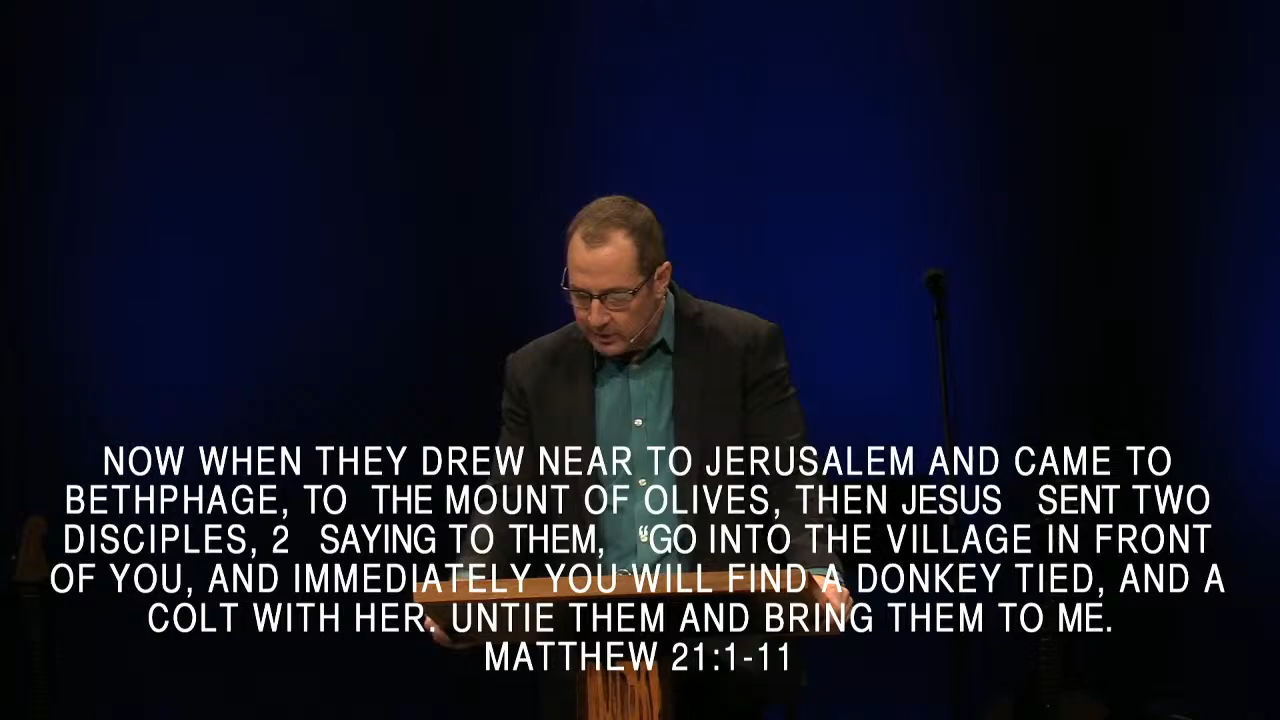 NOW WHEN THEY DREW NEAR TO JERUSALEM AND CAME TO
BETHPHAGE, TO THE MOUNT OF OLIVES, THEN JESUS SENT TWO
DISCIPLES, 2 SAYING TO THEM, “GO INTO THE VILLAGE IN FRONT
OF YOU, AND IMMEDIATELY YOU WILL FIND A DONKEY TIED, AND A
COLT WITH HER. UNTIE THEM AND BRING THEM TO ME.
MATTHEW 21:1-11